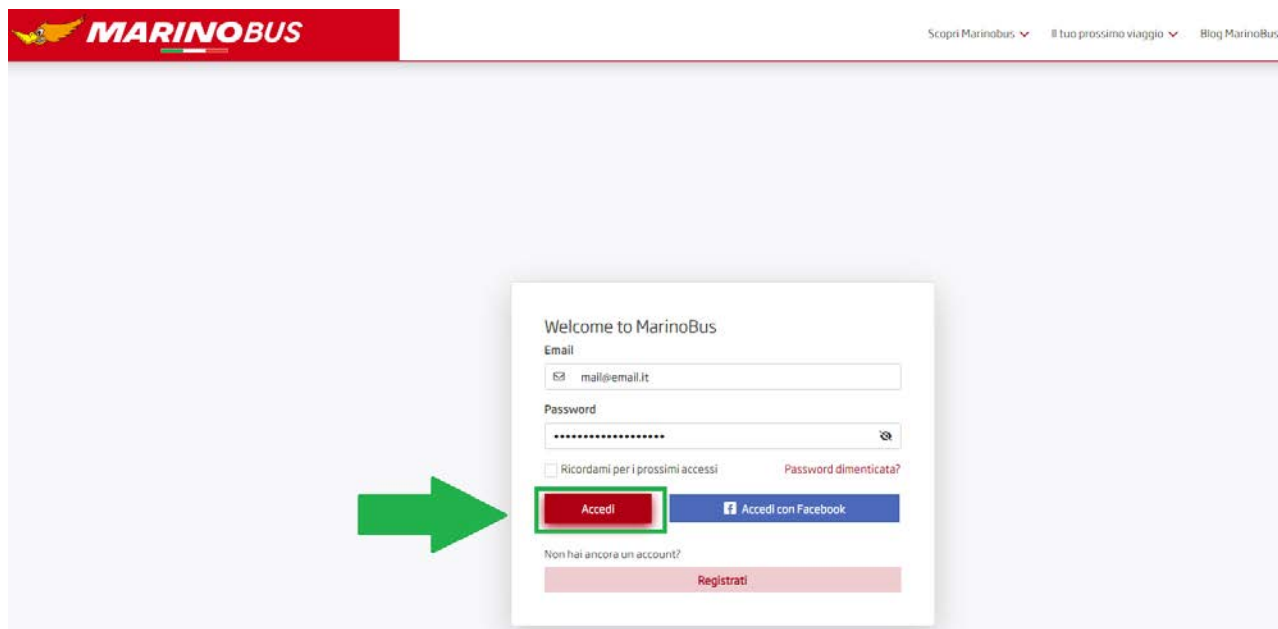 MARINOBUS
Scopri Marinobus Il tuo prossimo viaggio Blog MarinoBus
Welcome to MarinoBus
Email
mail@email.it
Password
•••••••••••••••••••
Ricordami per i prossimi accessi Password dimenticata?
Accedi Accedi con Facebook
Non hai ancora un account?
Registrati